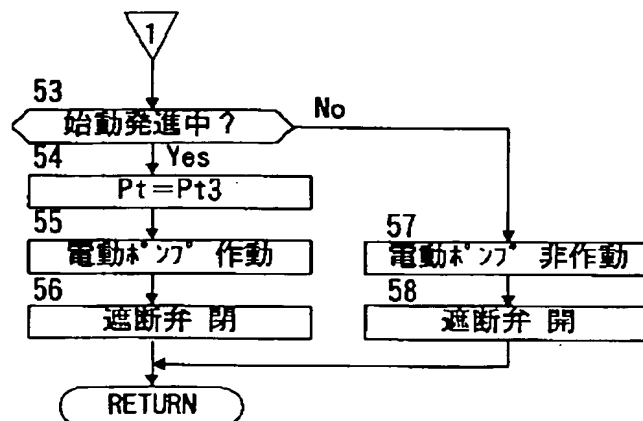 1
53
始動発進中?
No
54
Yes
Pt=Pt3
55
電動ポンプ 作動
57
電動ポンプ 非作動
56
遮断弁 閉
58
遮断弁 開
RETURN